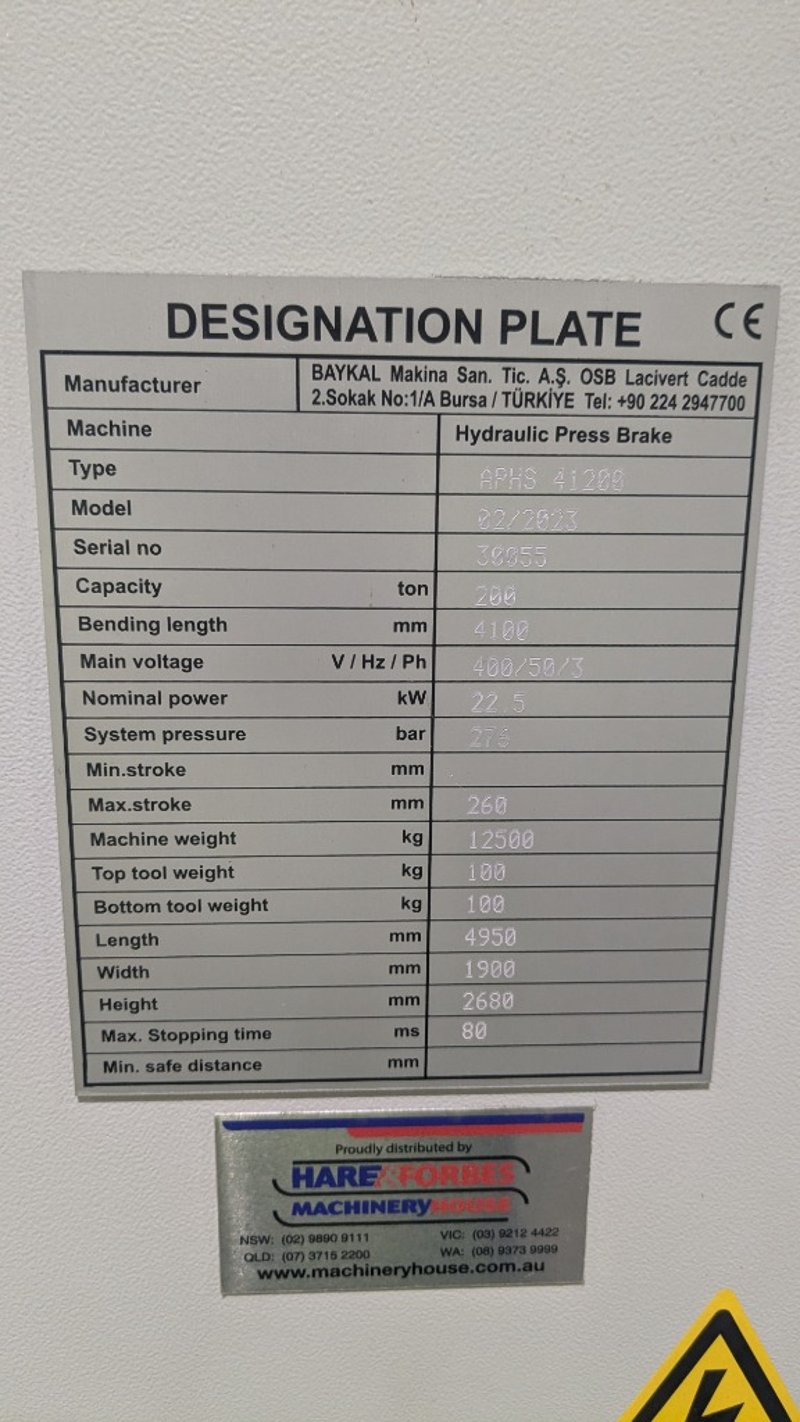 DESIGNATION PLATE CE
Manufacturer BAYKAL Makina San. Tic. A.Ş. OSB Lacivert Cadde
2.Sokak No:1/A Bursa / TÜRKİYE Tel: +90 224 2947700
Machine Hydraulic Press Brake
Type APHS 41200
Model 02/2023
Serial no 30055
Capacity ton 200
Bending length mm 4100
Main voltage V / Hz / Ph 400/50/3
Nominal power kW 22.5
System pressure bar
Min.stroke mm
Max.stroke mm 260
Machine weight kg 12500
Top tool weight kg 100
Bottom tool weight kg 100
Length mm 4950
Width mm 1900
Height mm 2680
Max. Stopping time ms 80
Min. safe distance mm
Proudly distributed by
HARE&FORBES
MACHINERYHOUSE
NSW: (02) 9890 9111 VIC: (03) 9212 4422
QLD: (07) 3715 2200 WA: (08) 9373 9999
www.machineryhouse.com.au